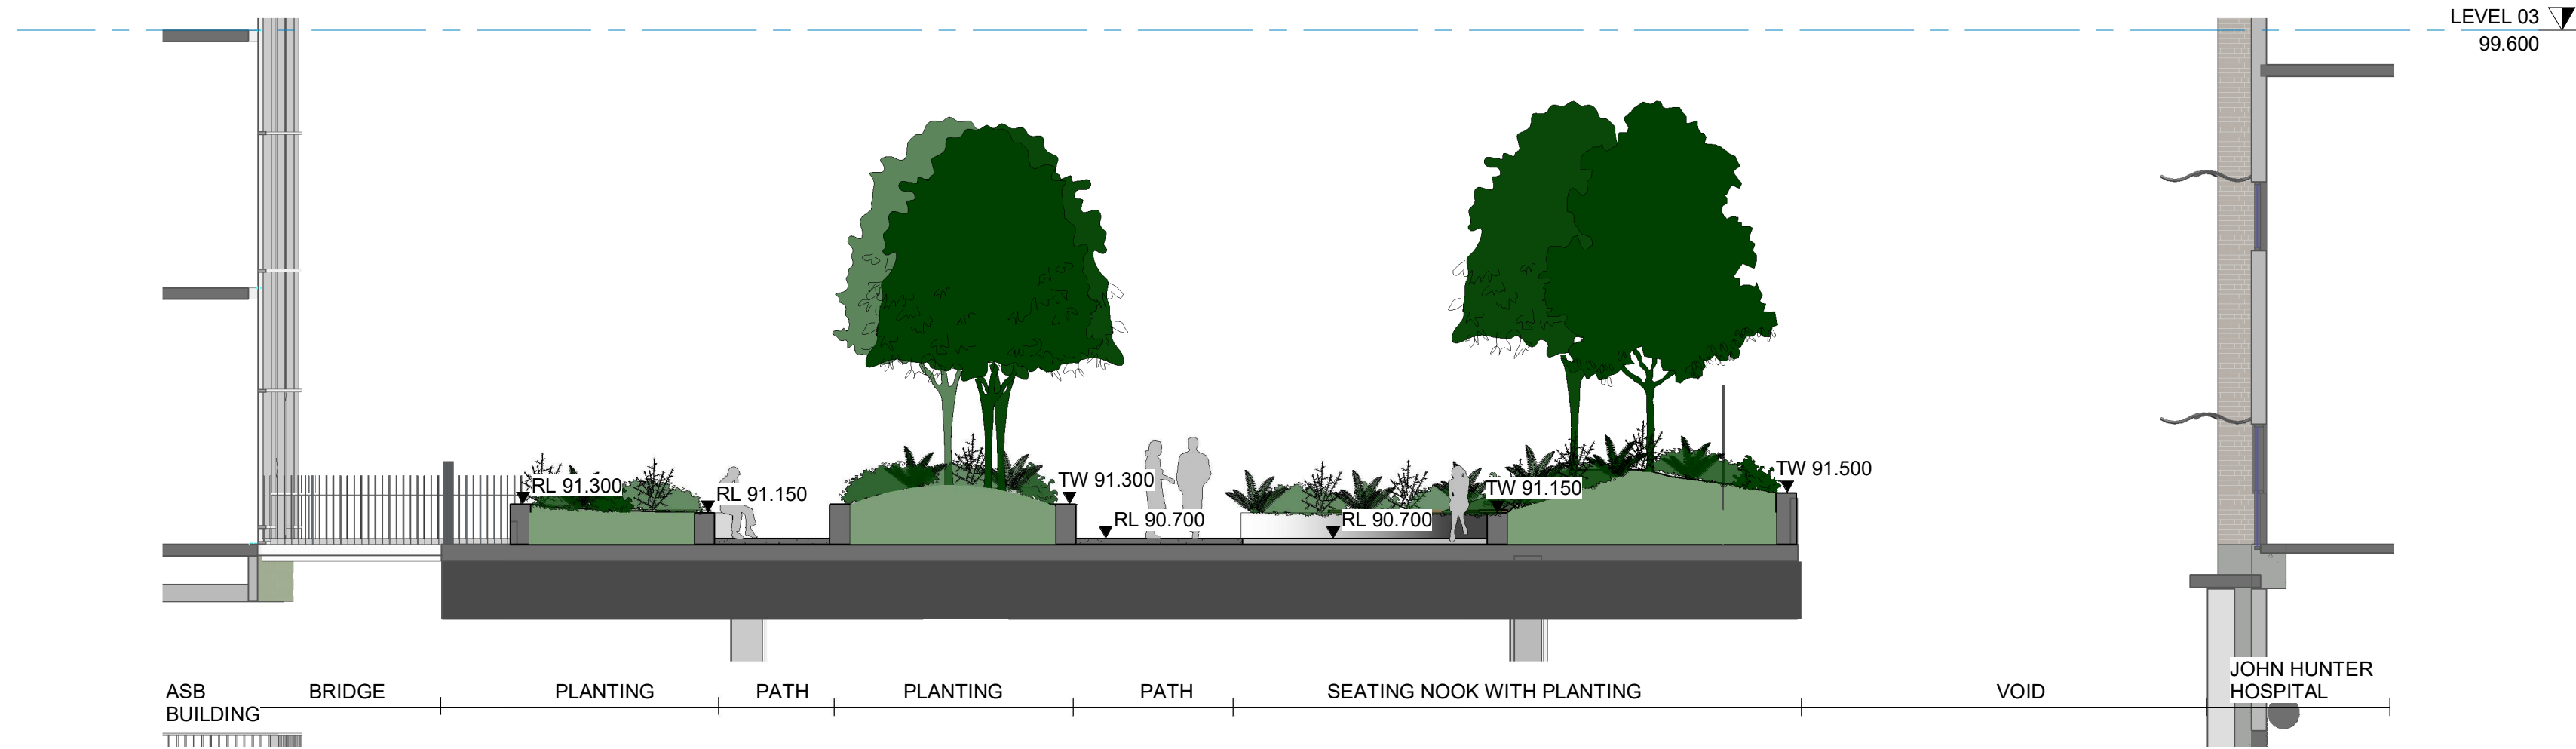 LEVEL 03
99.600
RL 91.300
RL 91.150
TW 91.300
RL 90.700
RL 90.700
TW 91.150
TW 91.500
ASB
BUILDING
BRIDGE
PLANTING
PATH
PLANTING
PATH
SEATING NOOK WITH PLANTING
VOID
JOHN HUNTER
HOSPITAL